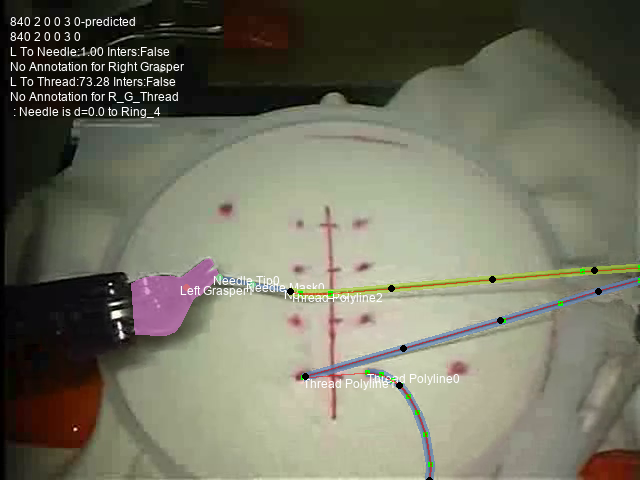 840 2 0 0 3 0-predicted
840 2 0 0 3 0
L To Needle:1.00 Inters:False
No Annotation for Right Grasper
L To Thread:73.28 Inters:False
No Annotation for R_G_Thread
: Needle is d=0.0 to Ring_4
Needle Tip0
Left Grasper
Needle Mask0
Thread Polyline2
Thread Polyline0
Thread Polyline